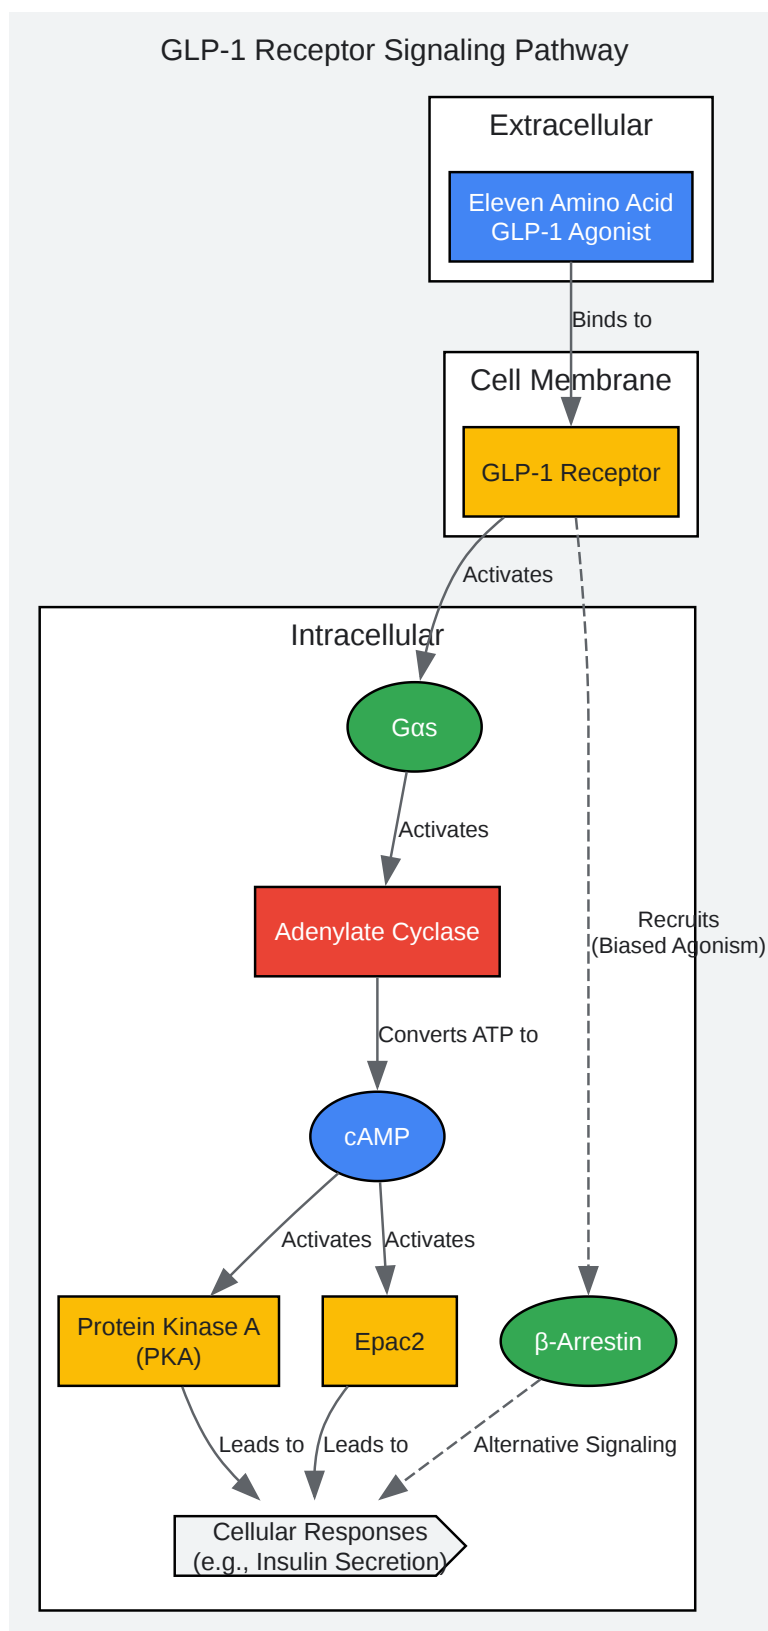 GLP-1 Receptor Signaling Pathway
Extracellular
Eleven Amino Acid
GLP-1 Agonist
Binds to
Cell Membrane
GLP-1 Receptor
Activates
Intracellular
Gαs
Activates
Adenylate Cyclase
Recruits
(Biased Agonism)
Converts ATP to
cAMP
Activates
Activates
Protein Kinase A
(PKA)
Epac2
β-Arrestin
Leads to
Leads to
Alternative Signaling
Cellular Responses
(e.g., Insulin Secretion)